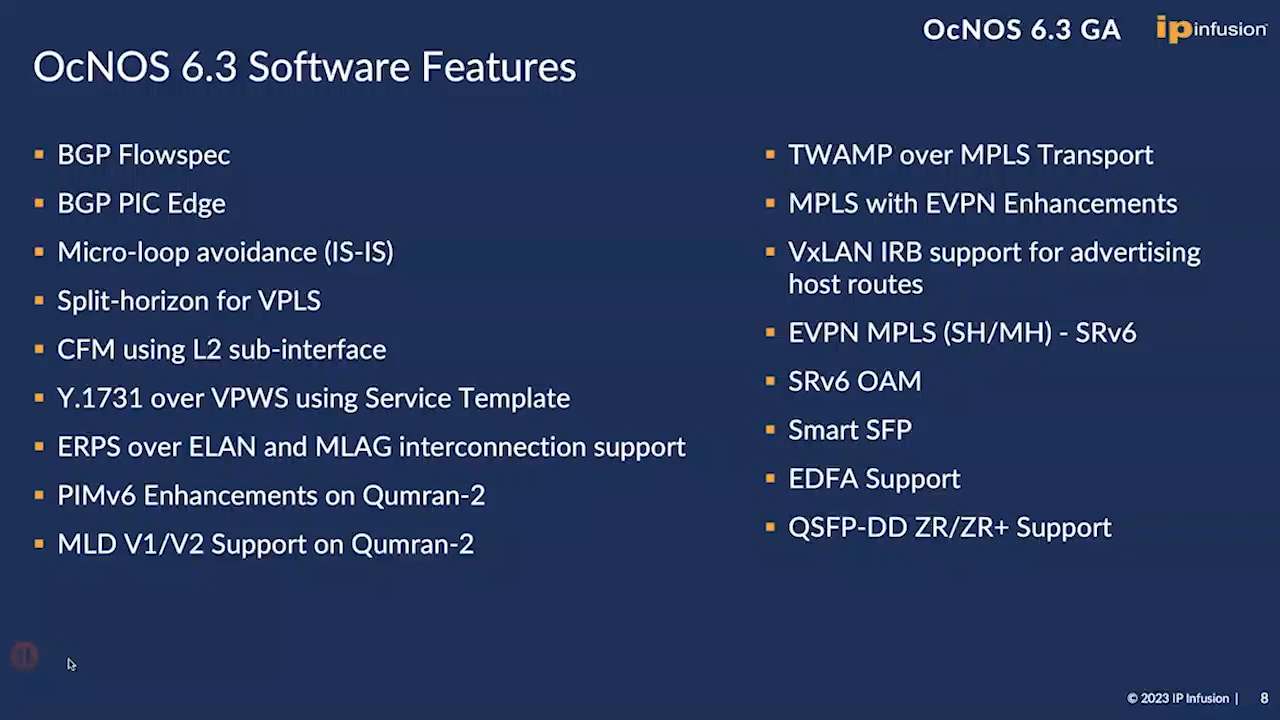 OcNOS 6.3 GA
ip infusion™
OcNOS 6.3 Software Features
▪ BGP Flowspec
▪ BGP PIC Edge
▪ Micro-loop avoidance (IS-IS)
▪ Split-horizon for VPLS
▪ CFM using L2 sub-interface
▪ Y.1731 over VPWS using Service Template
▪ ERPS over ELAN and MLAG interconnection support
▪ PIMv6 Enhancements on Qumran-2
▪ MLD V1/V2 Support on Qumran-2
▪ TWAMP over MPLS Transport
▪ MPLS with EVPN Enhancements
▪ VxLAN IRB support for advertising
host routes
▪ EVPN MPLS (SH/MH) - SRv6
▪ SRv6 OAM
▪ Smart SFP
▪ EDFA Support
▪ QSFP-DD ZR/ZR+ Support
© 2023 IP Infusion | 8